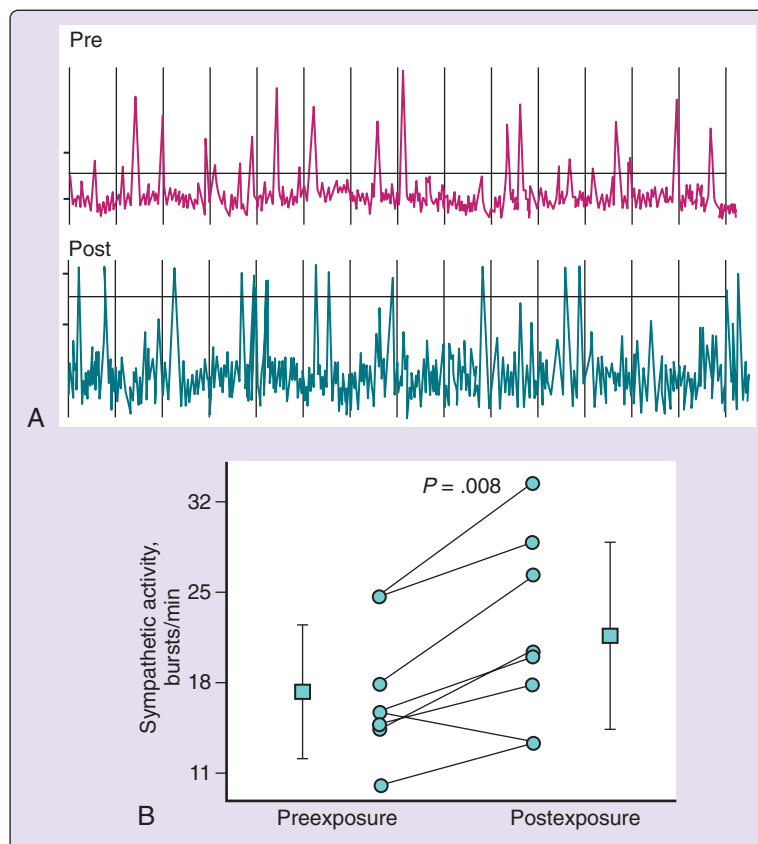 Pre
Post
A
P = .008
32
25
18
11
Sympathetic activity,
bursts/min
B
Preexposure
Postexposure